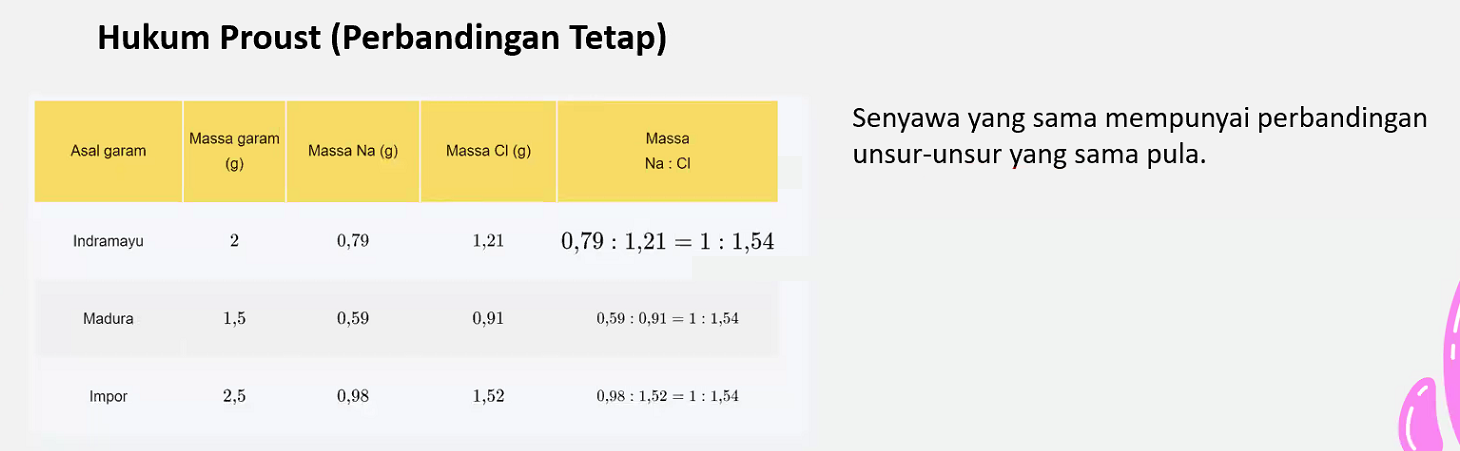 Hukum Proust (Perbandingan Tetap)
Asal garam
Massa garam
(g)
Massa Na (g)
Massa Cl (g)
Massa
Na : Cl
Indramayu
2
0,79
1,21
0,79 : 1,21 = 1 : 1,54
Madura
1,5
0,59
0,91
0,59 : 0,91 = 1 : 1,54
Impor
2,5
0,98
1,52
0,98 : 1,52 = 1 : 1,54
Senyawa yang sama mempunyai perbandingan
unsur-unsur yang sama pula.